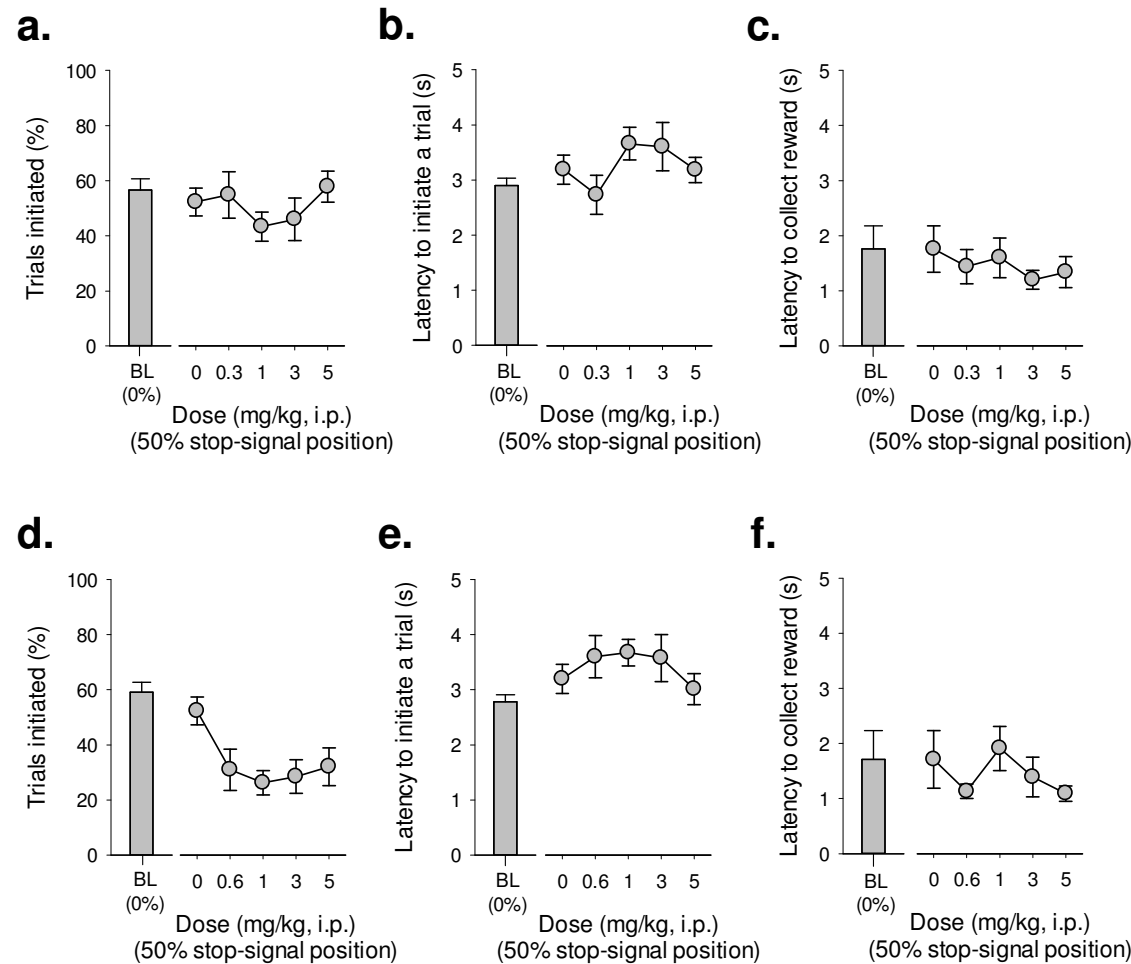 a.
Trials initiated (%)
100
80
60
40
20
0
BL
(0%)
0 0.3 1 3 5
Dose (mg/kg, i.p.)
(50% stop-signal position)
b.
Latency to initiate a trial (s)
5
4
3
2
1
0
BL
(0%)
0 0.3 1 3 5
Dose (mg/kg, i.p.)
(50% stop-signal position)
c.
Latency to collect reward (s)
5
4
3
2
1
0
BL
(0%)
0 0.3 1 3 5
Dose (mg/kg, i.p.)
(50% stop-signal position)
d.
Trials initiated (%)
100
80
60
40
20
0
BL
(0%)
0 0.6 1 3 5
Dose (mg/kg, i.p.)
(50% stop-signal position)
e.
Latency to initiate a trial (s)
5
4
3
2
1
0
BL
(0%)
0 0.6 1 3 5
Dose (mg/kg, i.p.)
(50% stop-signal position)
f.
Latency to collect reward (s)
5
4
3
2
1
0
BL
(0%)
0 0.6 1 3 5
Dose (mg/kg, i.p.)
(50% stop-signal position)